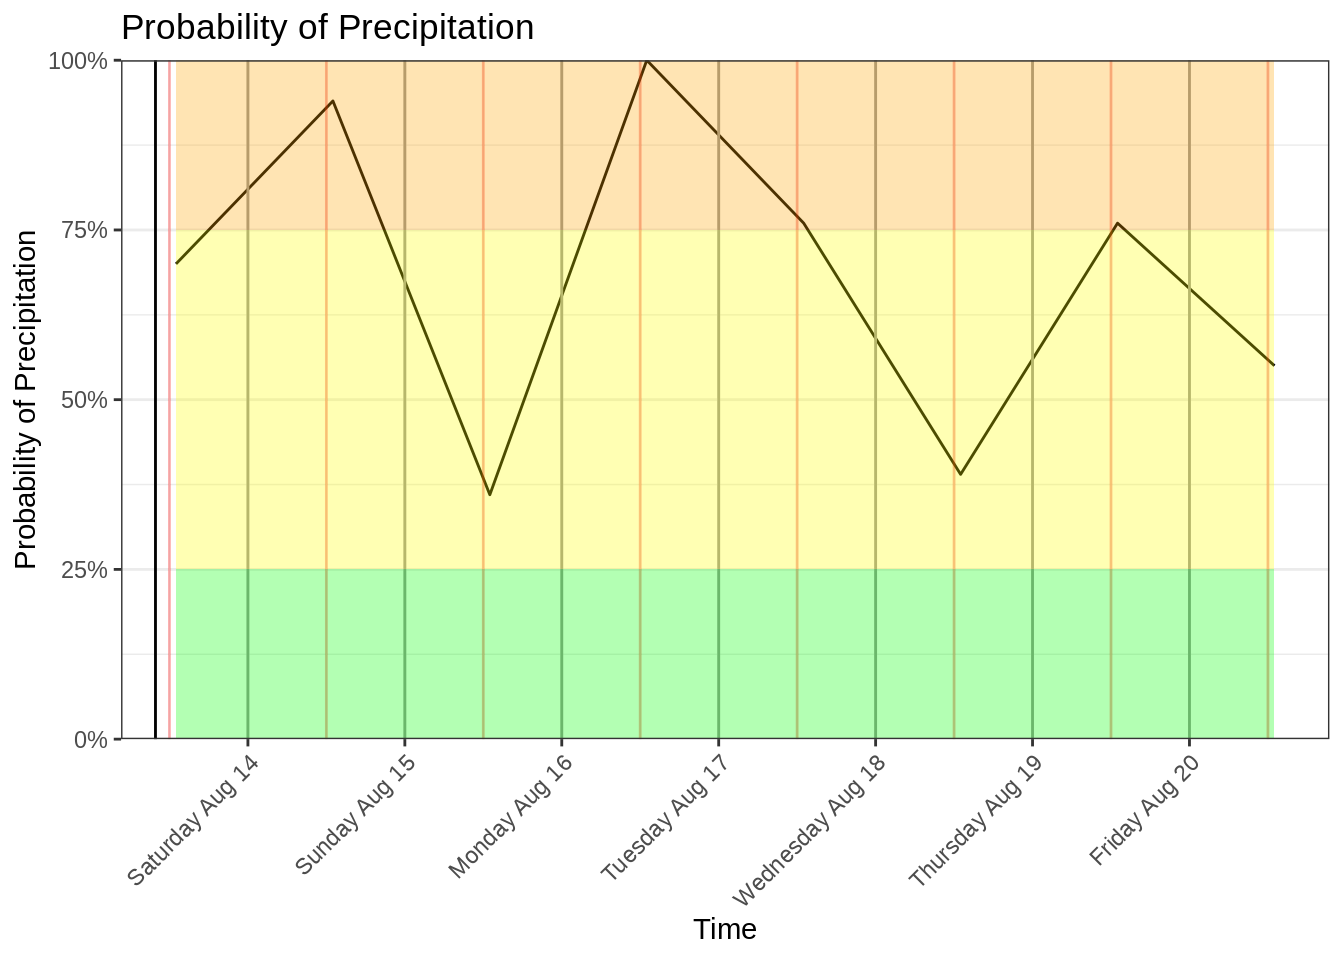 Probability of Precipitation
Probability of Precipitation
100%
75%
50%
25%
0%
Saturday Aug 14
Sunday Aug 15
Monday Aug 16
Tuesday Aug 17
Wednesday Aug 18
Thursday Aug 19
Friday Aug 20
Time